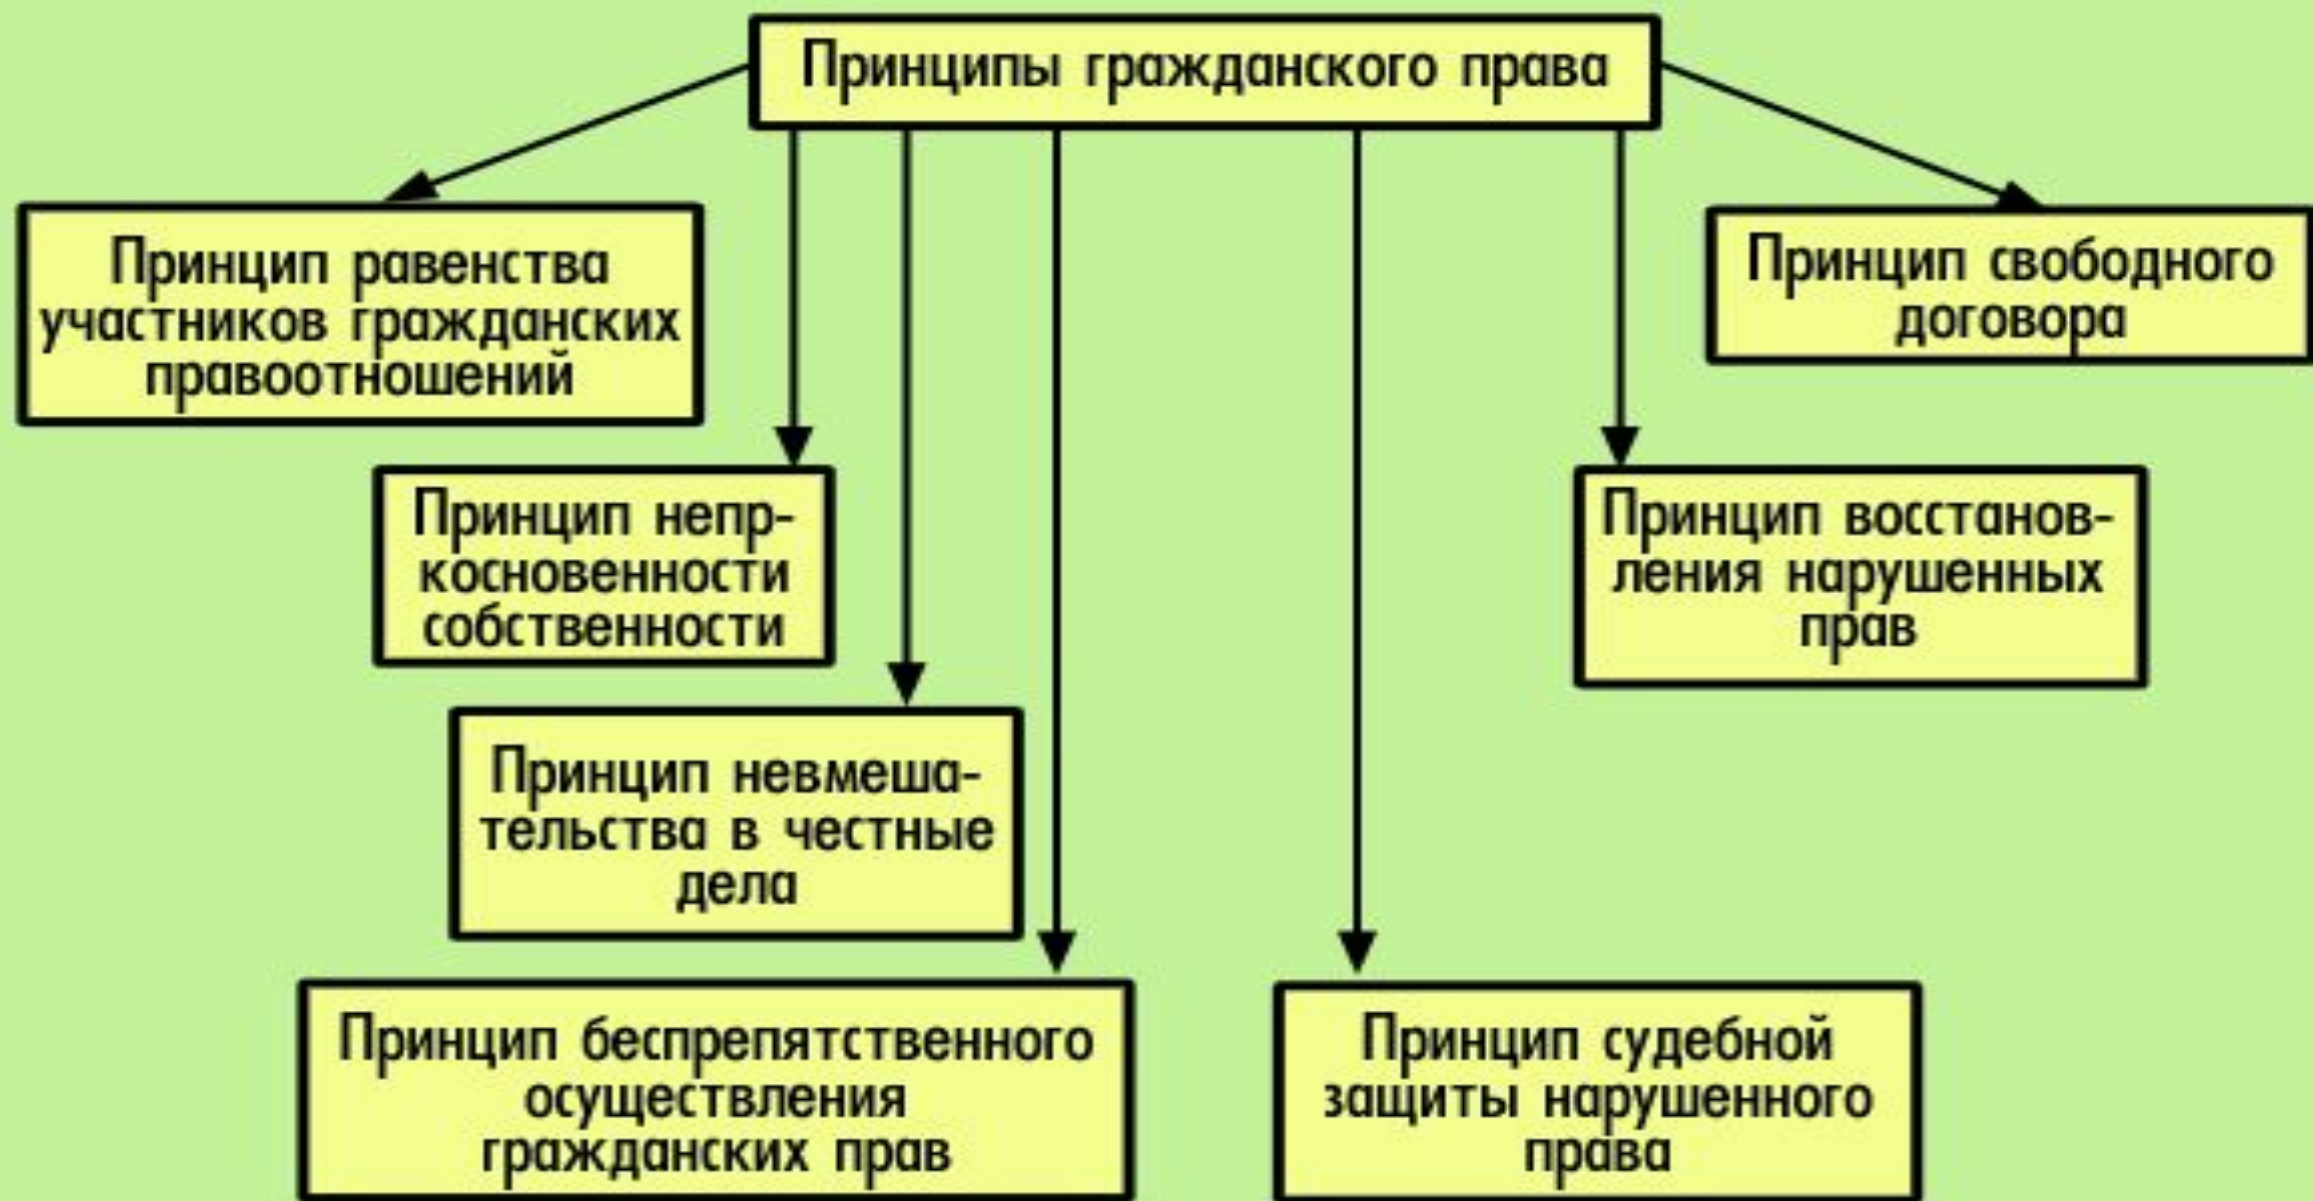 Принципы гражданского права
Принцип равенства
участников гражданских
правоотношений
Принцип свободного
договора
Принцип непр-
косновенности
собственности
Принцип восстанов-
ления нарушенных
прав
Принцип невмеша-
тельства в честные
дела
Принцип беспрепятственного
осуществления
гражданских прав
Принцип судебной
защиты нарушенного
права